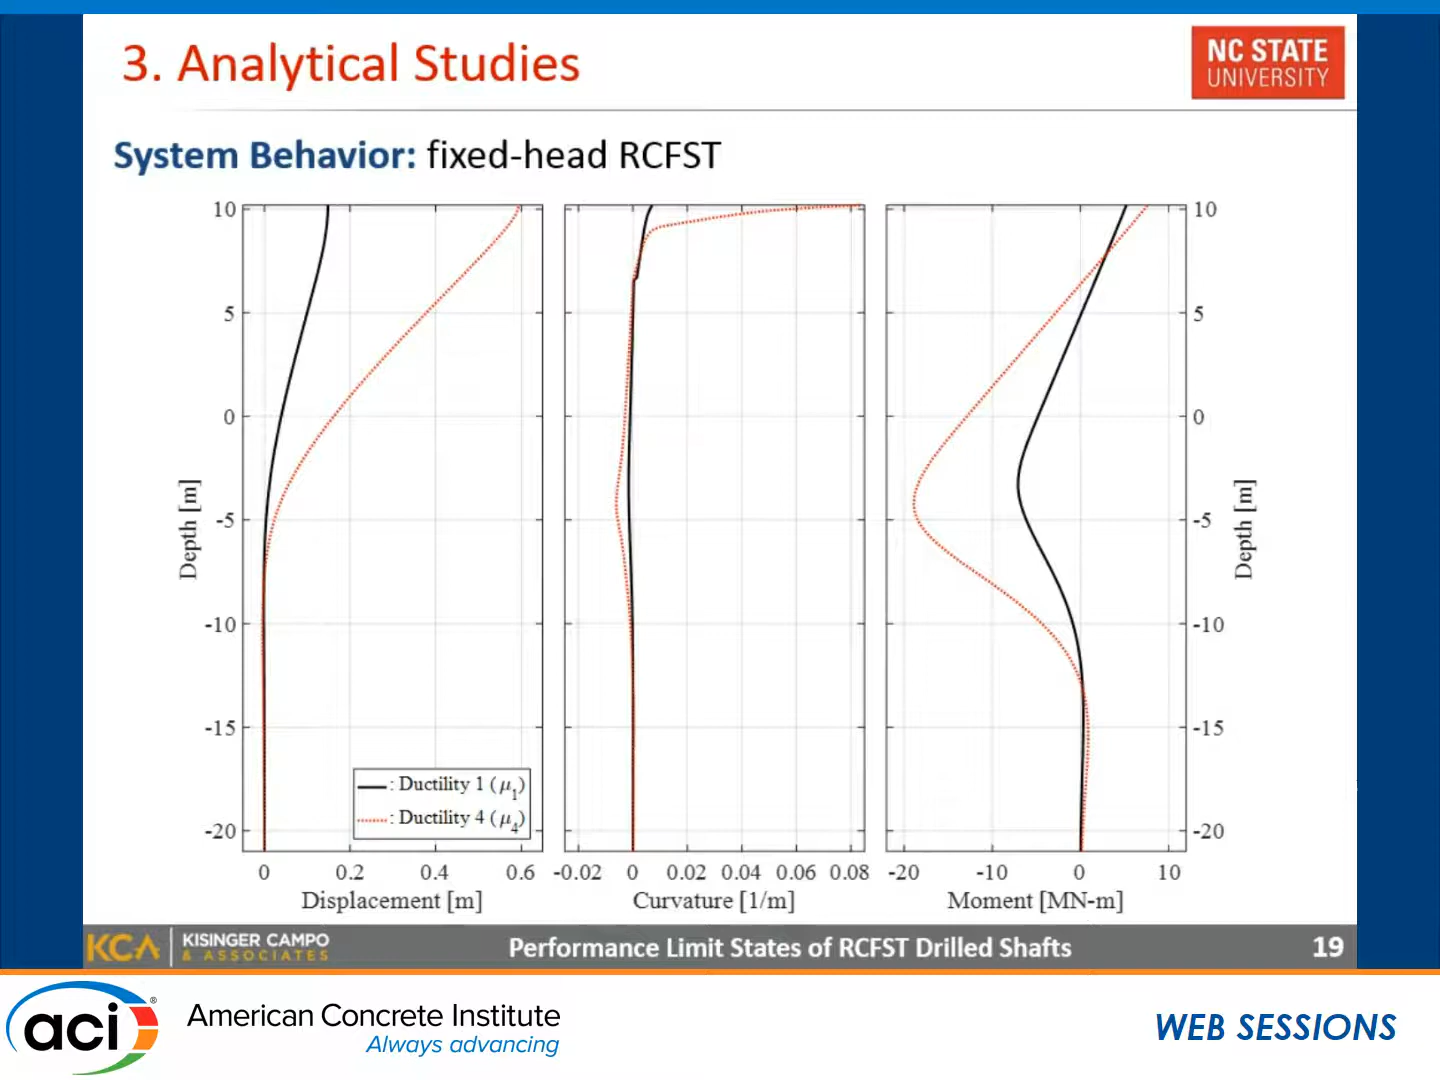 3. Analytical Studies
NC STATE
UNIVERSITY
System Behavior: fixed-head RCFST
10
5
0
-5
-10
-15
-20
Depth [m]
: Ductility 1 (μ1)
: Ductility 4 (μ4)
0 0.2 0.4 0.6
Displacement [m]
-0.02 0 0.02 0.04 0.06 0.08
Curvature [1/m]
-20 -10 0 10
Moment [MN-m]
10
5
0
-5
-10
-15
-20
Depth [m]
KCA KISINGER CAMPO
& ASSOCIATES
Performance Limit States of RCFST Drilled Shafts
19
aci®
American Concrete Institute
Always advancing
WEB SESSIONS